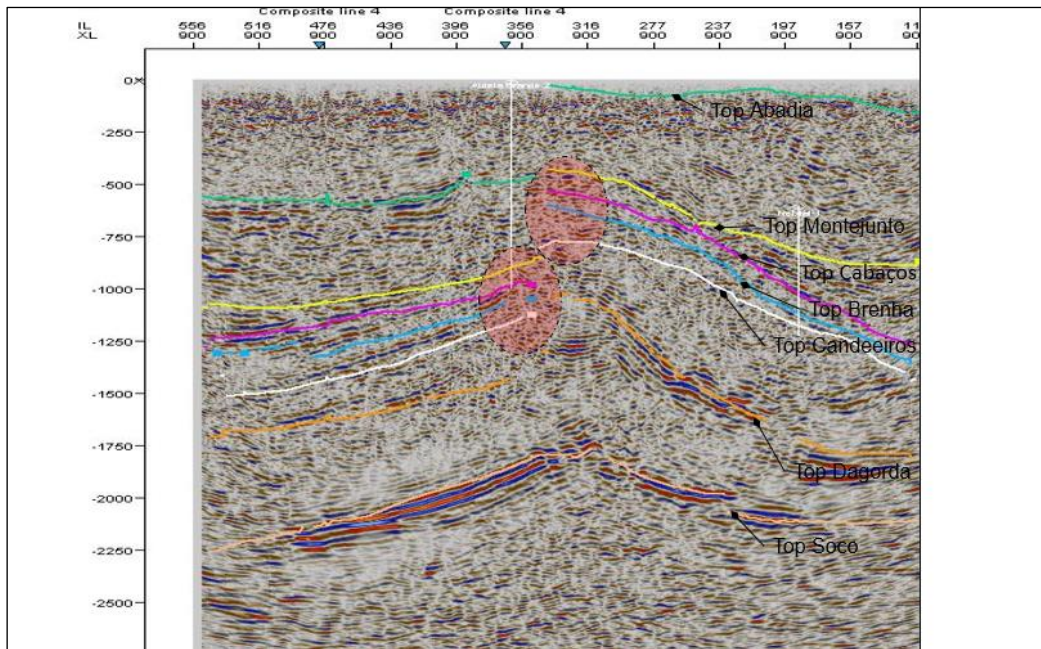 Composite line 4 Composite line 4
IL 556 516 476 436 396 356 316 277 237 197 157 11
XL 900 900 900 900 900 900 900 900 900 900 900 90
0
-250
-500
-750
-1000
-1250
-1500
-1750
-2000
-2250
-2500
Top Abadia
Top Montejunto
Top Cabaços
Top Brenha
Top Candeeiros
Top Dagorda
Top Soco